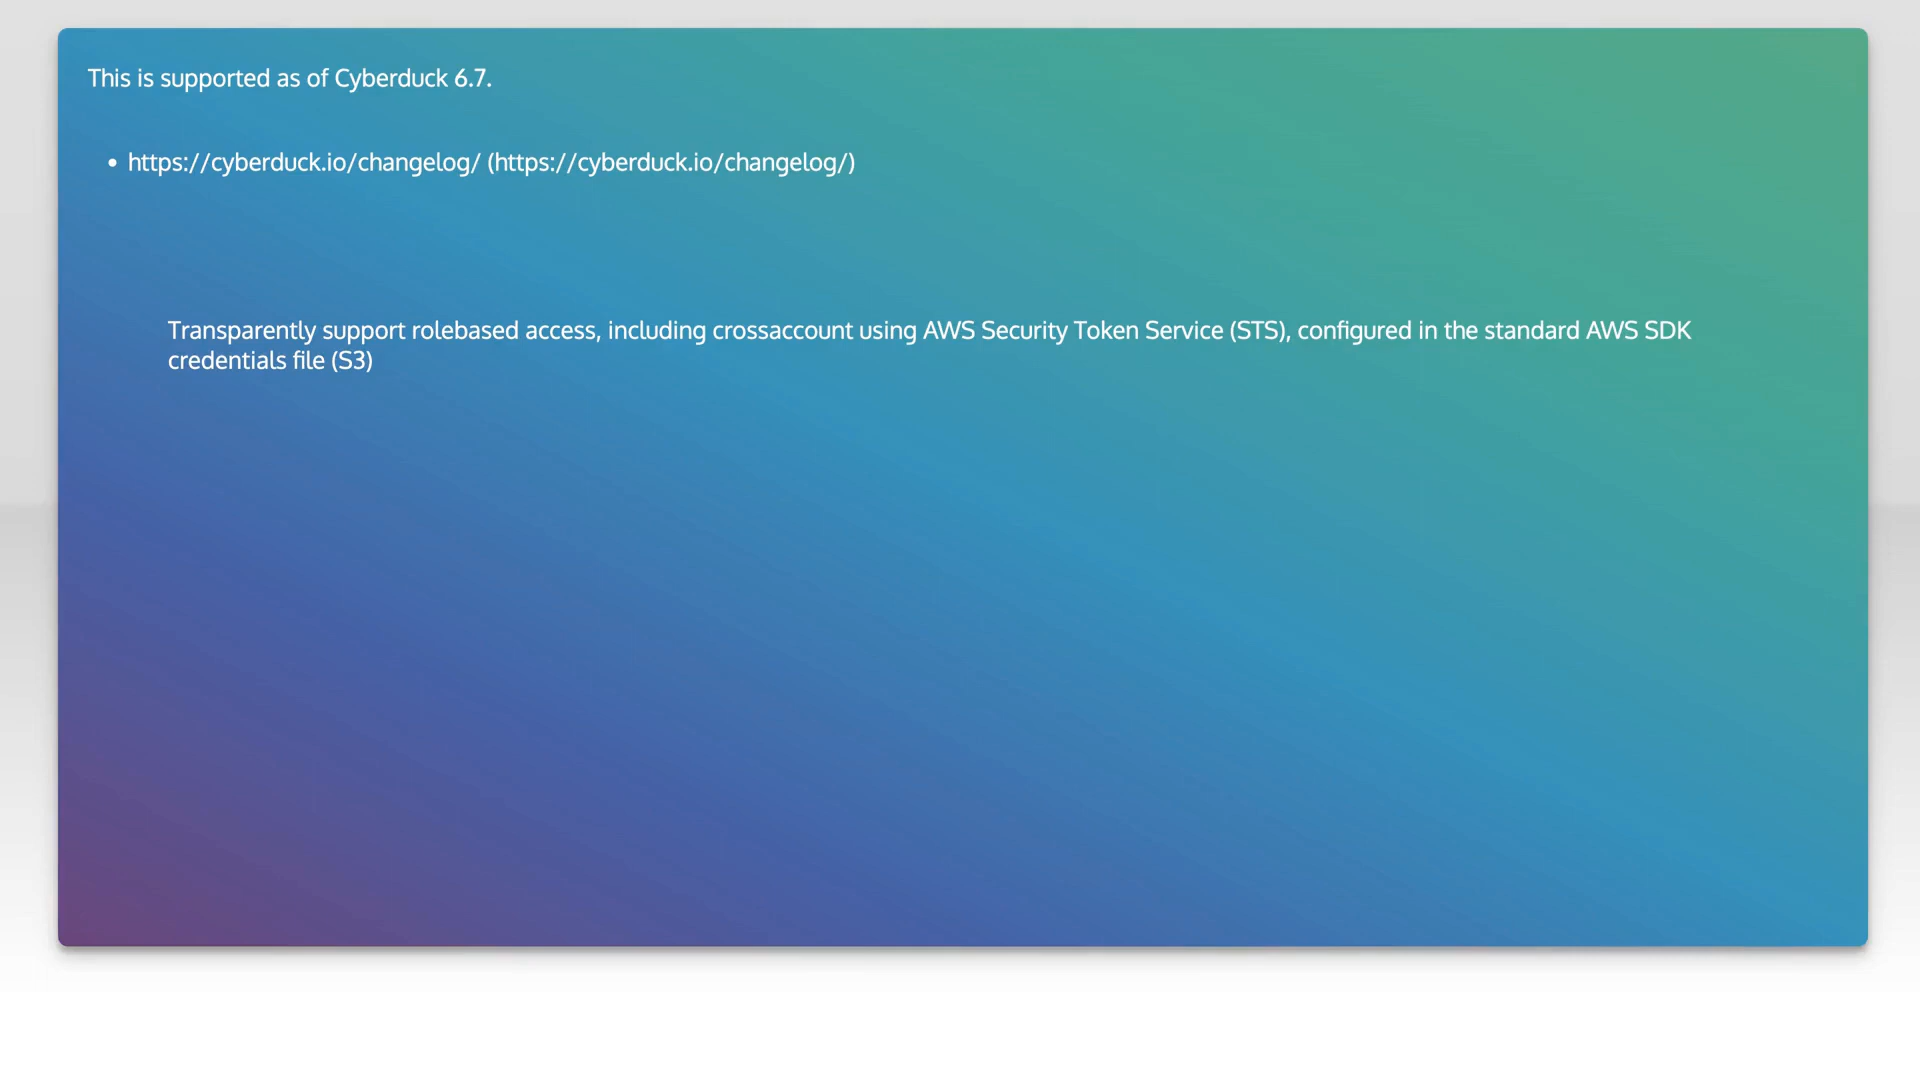 This is supported as of Cyberduck 6.7.
• https://cyberduck.io/changelog/ (https://cyberduck.io/changelog/)
Transparently support rolebased access, including crossaccount using AWS Security Token Service (STS), configured in the standard AWS SDK
credentials file (S3)